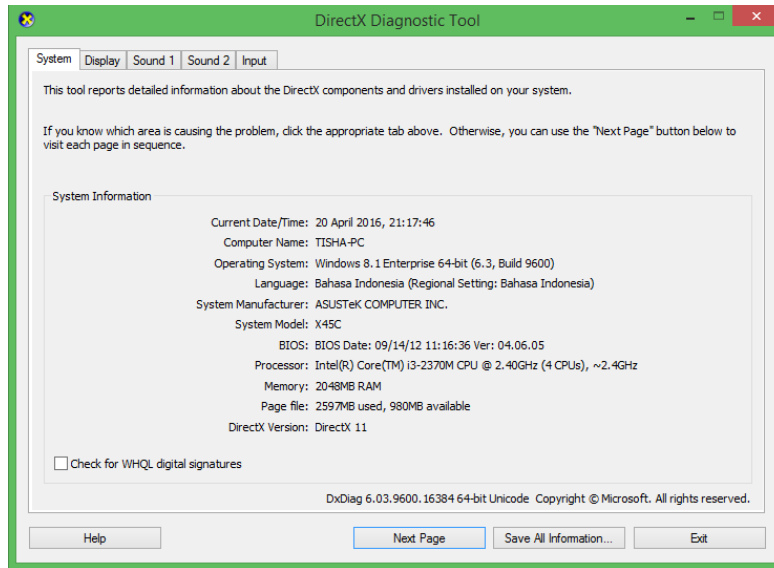 DirectX Diagnostic Tool
System Display Sound 1 Sound 2 Input
This tool reports detailed information about the DirectX components and drivers installed on your system.
If you know which area is causing the problem, click the appropriate tab above.  Otherwise, you can use the "Next Page" button below to
visit each page in sequence.
System Information
Current Date/Time: 20 April 2016, 21:17:46
Computer Name: TISHA-PC
Operating System: Windows 8.1 Enterprise 64-bit (6.3, Build 9600)
Language: Bahasa Indonesia (Regional Setting: Bahasa Indonesia)
System Manufacturer: ASUSTeK COMPUTER INC.
System Model: X45C
BIOS: BIOS Date: 09/14/12 11:16:36 Ver: 04.06.05
Processor: Intel(R) Core(TM) i3-2370M CPU @ 2.40GHz (4 CPUs), ~2.4GHz
Memory: 2048MB RAM
Page file: 2597MB used, 980MB available
DirectX Version: DirectX 11
Check for WHQL digital signatures
DxDiag 6.03.9600.16384 64-bit Unicode  Copyright © Microsoft. All rights reserved.
Help Next Page Save All Information... Exit